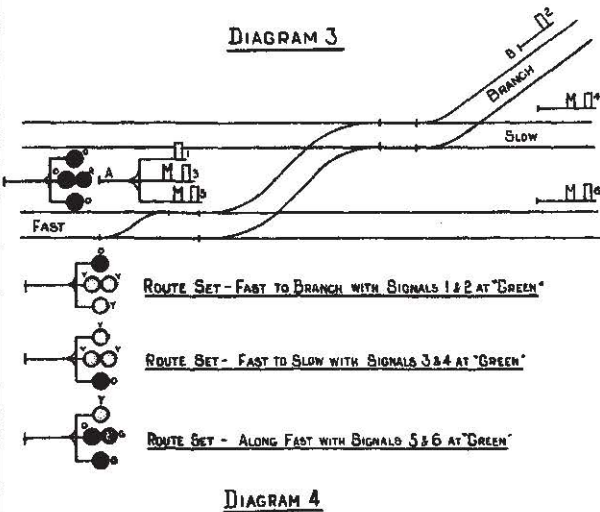 DIAGRAM 3
2
B
BRANCH
M 4
SLOW
1
O
O R
A
M 3
M 5
O
M 6
FAST
O
Y Y
Y
ROUTE SET - FAST TO BRANCH WITH SIGNALS 1 & 2 AT "GREEN"
Y
Y Y
O
ROUTE SET - FAST TO SLOW WITH SIGNALS 3 & 4 AT "GREEN"
Y
O G
ROUTE SET - ALONG FAST WITH SIGNALS 5 & 6 AT "GREEN"
DIAGRAM 4